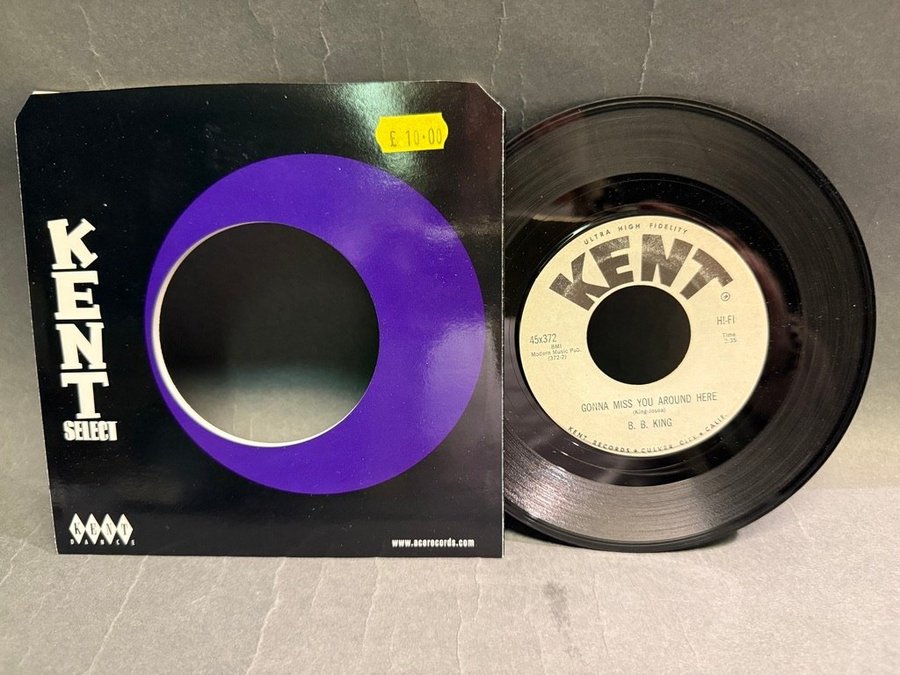 £ 10.00
KENT
SELECT
KENT
DANCE
www.acerecords.com
ULTRA HIGH FIDELITY
KENT
45x372
BMI
Modern Music Pub.
(372-2)
HI-FI
Time
2:35
GONNA MISS YOU AROUND HERE
(King-Josea)
B. B. KING
KENT RECORDS • CULVER CITY • CALIF.